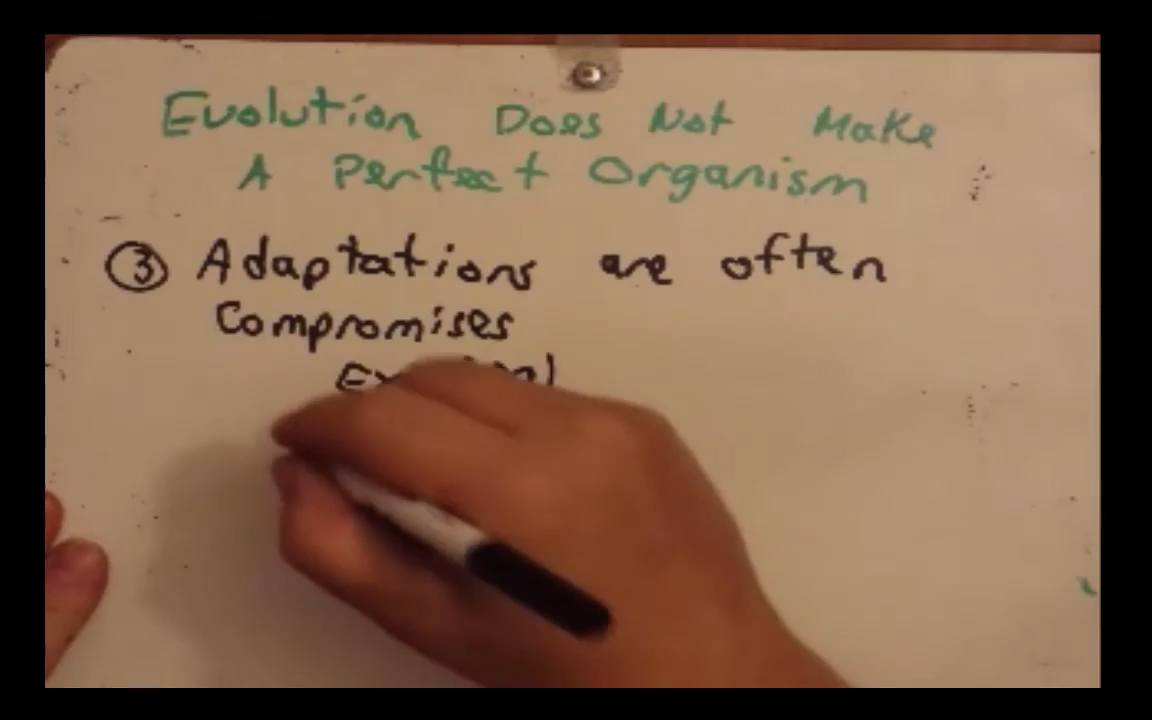 Evolution Does Not Make
A Perfect Organism
③ Adaptations are often
Compromises